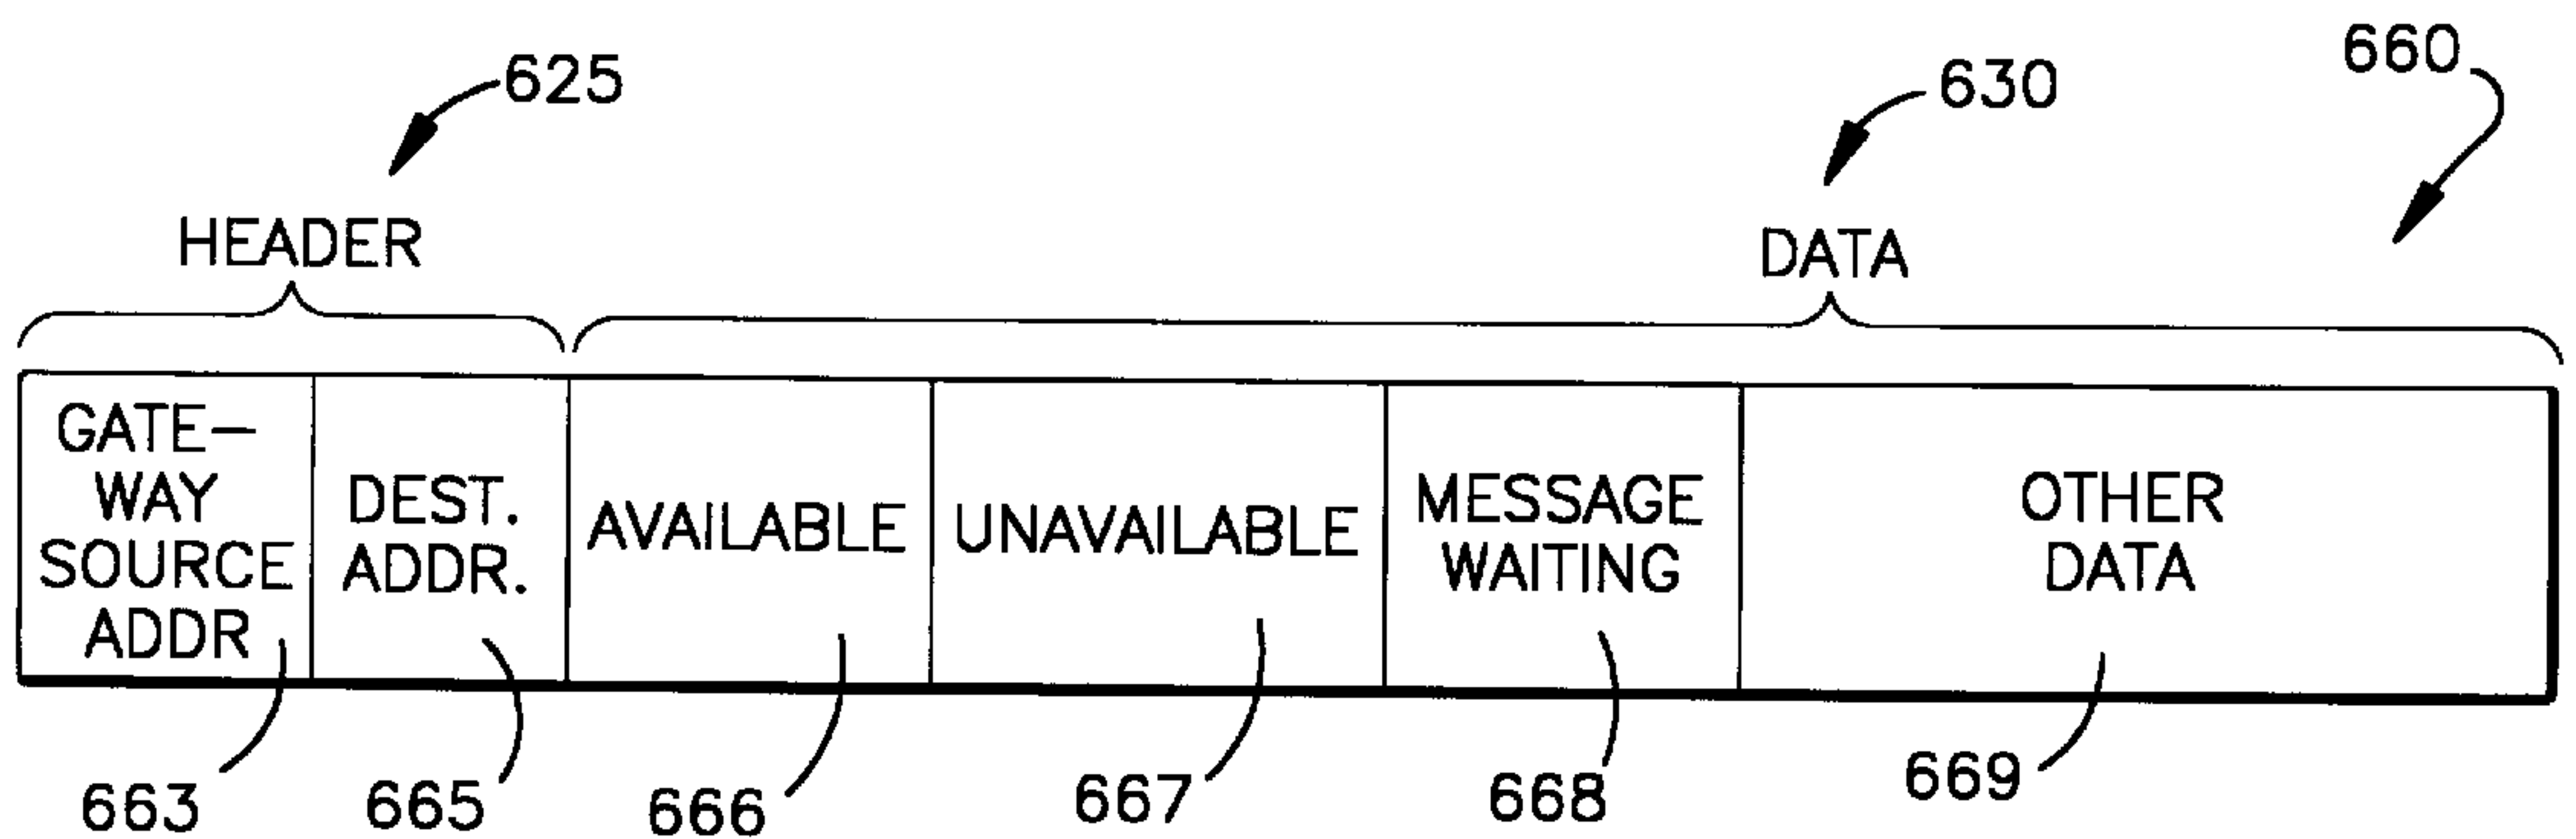 625
630
660
HEADER
DATA
GATE-
WAY
SOURCE
ADDR
DEST.
ADDR.
AVAILABLE
UNAVAILABLE
MESSAGE
WAITING
OTHER
DATA
663
665
666
667
668
669